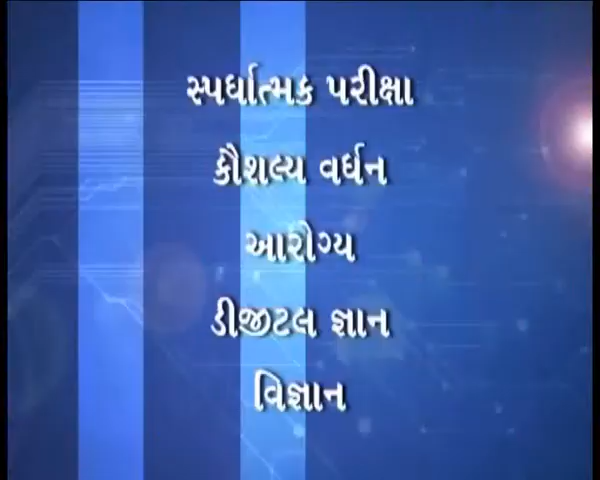 સ્પર્ધાત્મક પરીક્ષા
કૌશલ્ય વર્ધન
આરોગ્ય
ડીજીટલ જ્ઞાન
વિજ્ઞાન